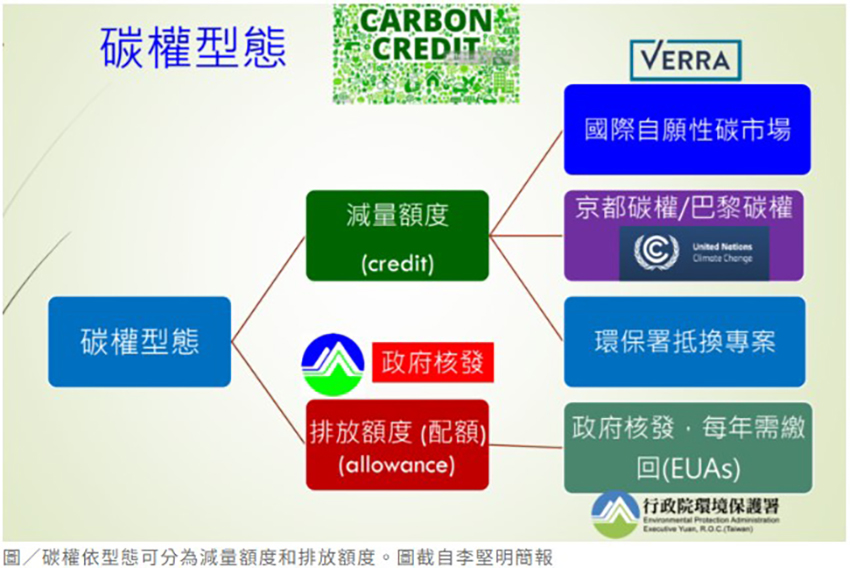 碳權型態
CARBON
CREDIT
VERRA
國際自願性碳市場
減量額度
(credit)
京都碳權/巴黎碳權
United Nations
Climate Change
碳權型態
環保署抵換專案
政府核發
排放額度 (配額)
(allowance)
政府核發，每年需繳
回(EUAs)
行政院環境保護署
Environmental Protection Administration
Executive Yuan, R.O.C.(Taiwan)
圖／碳權依型態可分為減量額度和排放額度。圖截自李堅明簡報